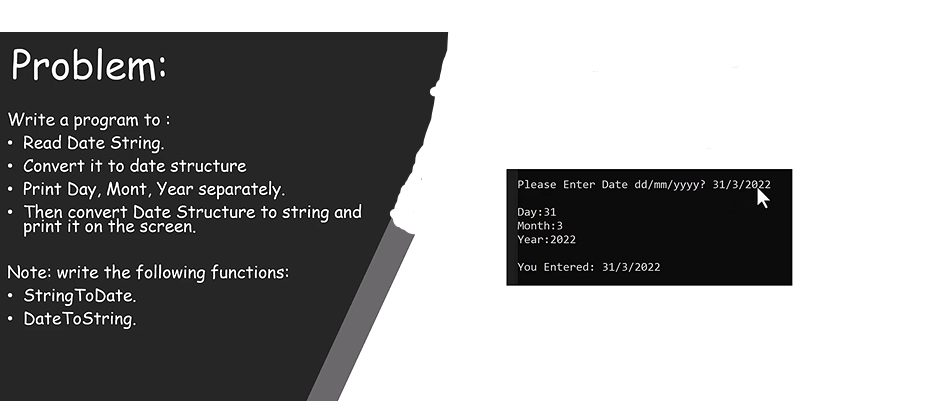 Problem:
Write a program to :
• Read Date String.
• Convert it to date structure
• Print Day, Mont, Year separately.
• Then convert Date Structure to string and
print it on the screen.
Note: write the following functions:
• StringToDate.
• DateToString.
Please Enter Date dd/mm/yyyy? 31/3/2022
Day:31
Month:3
Year:2022
You Entered: 31/3/2022